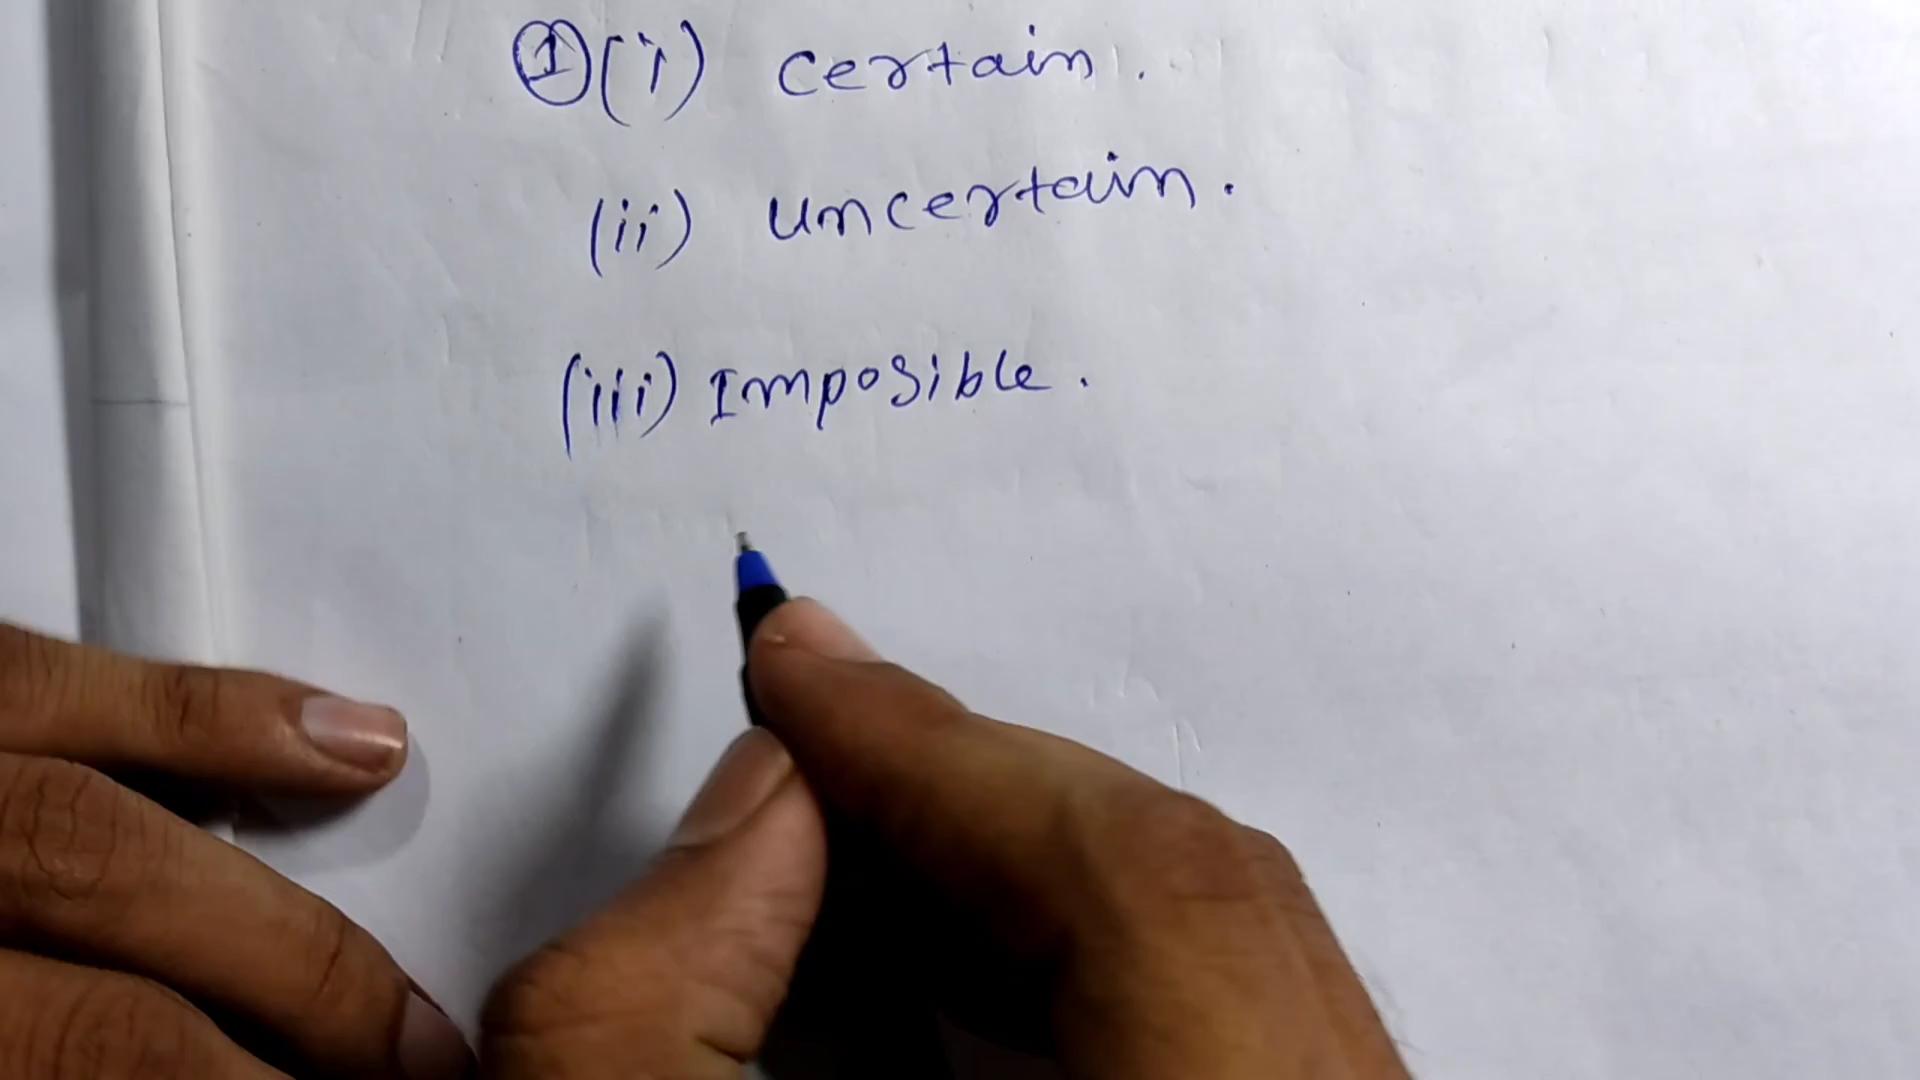 ① (i) certain.
(ii) uncertain.
(iii) Imposible.